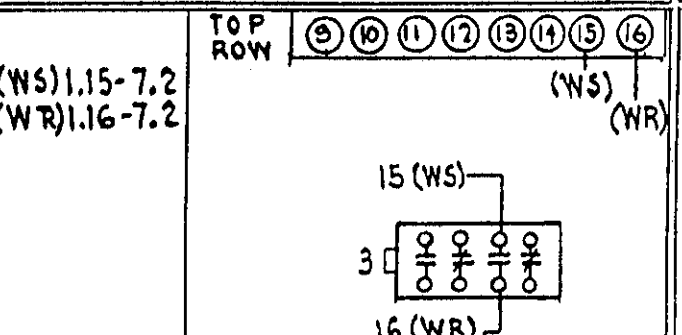 TOP
ROW
9 10 11 12 13 14 15 16
(WS)1.15-7.2
(WR)1.16-7.2
(WS)
(WR)
15 (WS)
3
16 (WR)